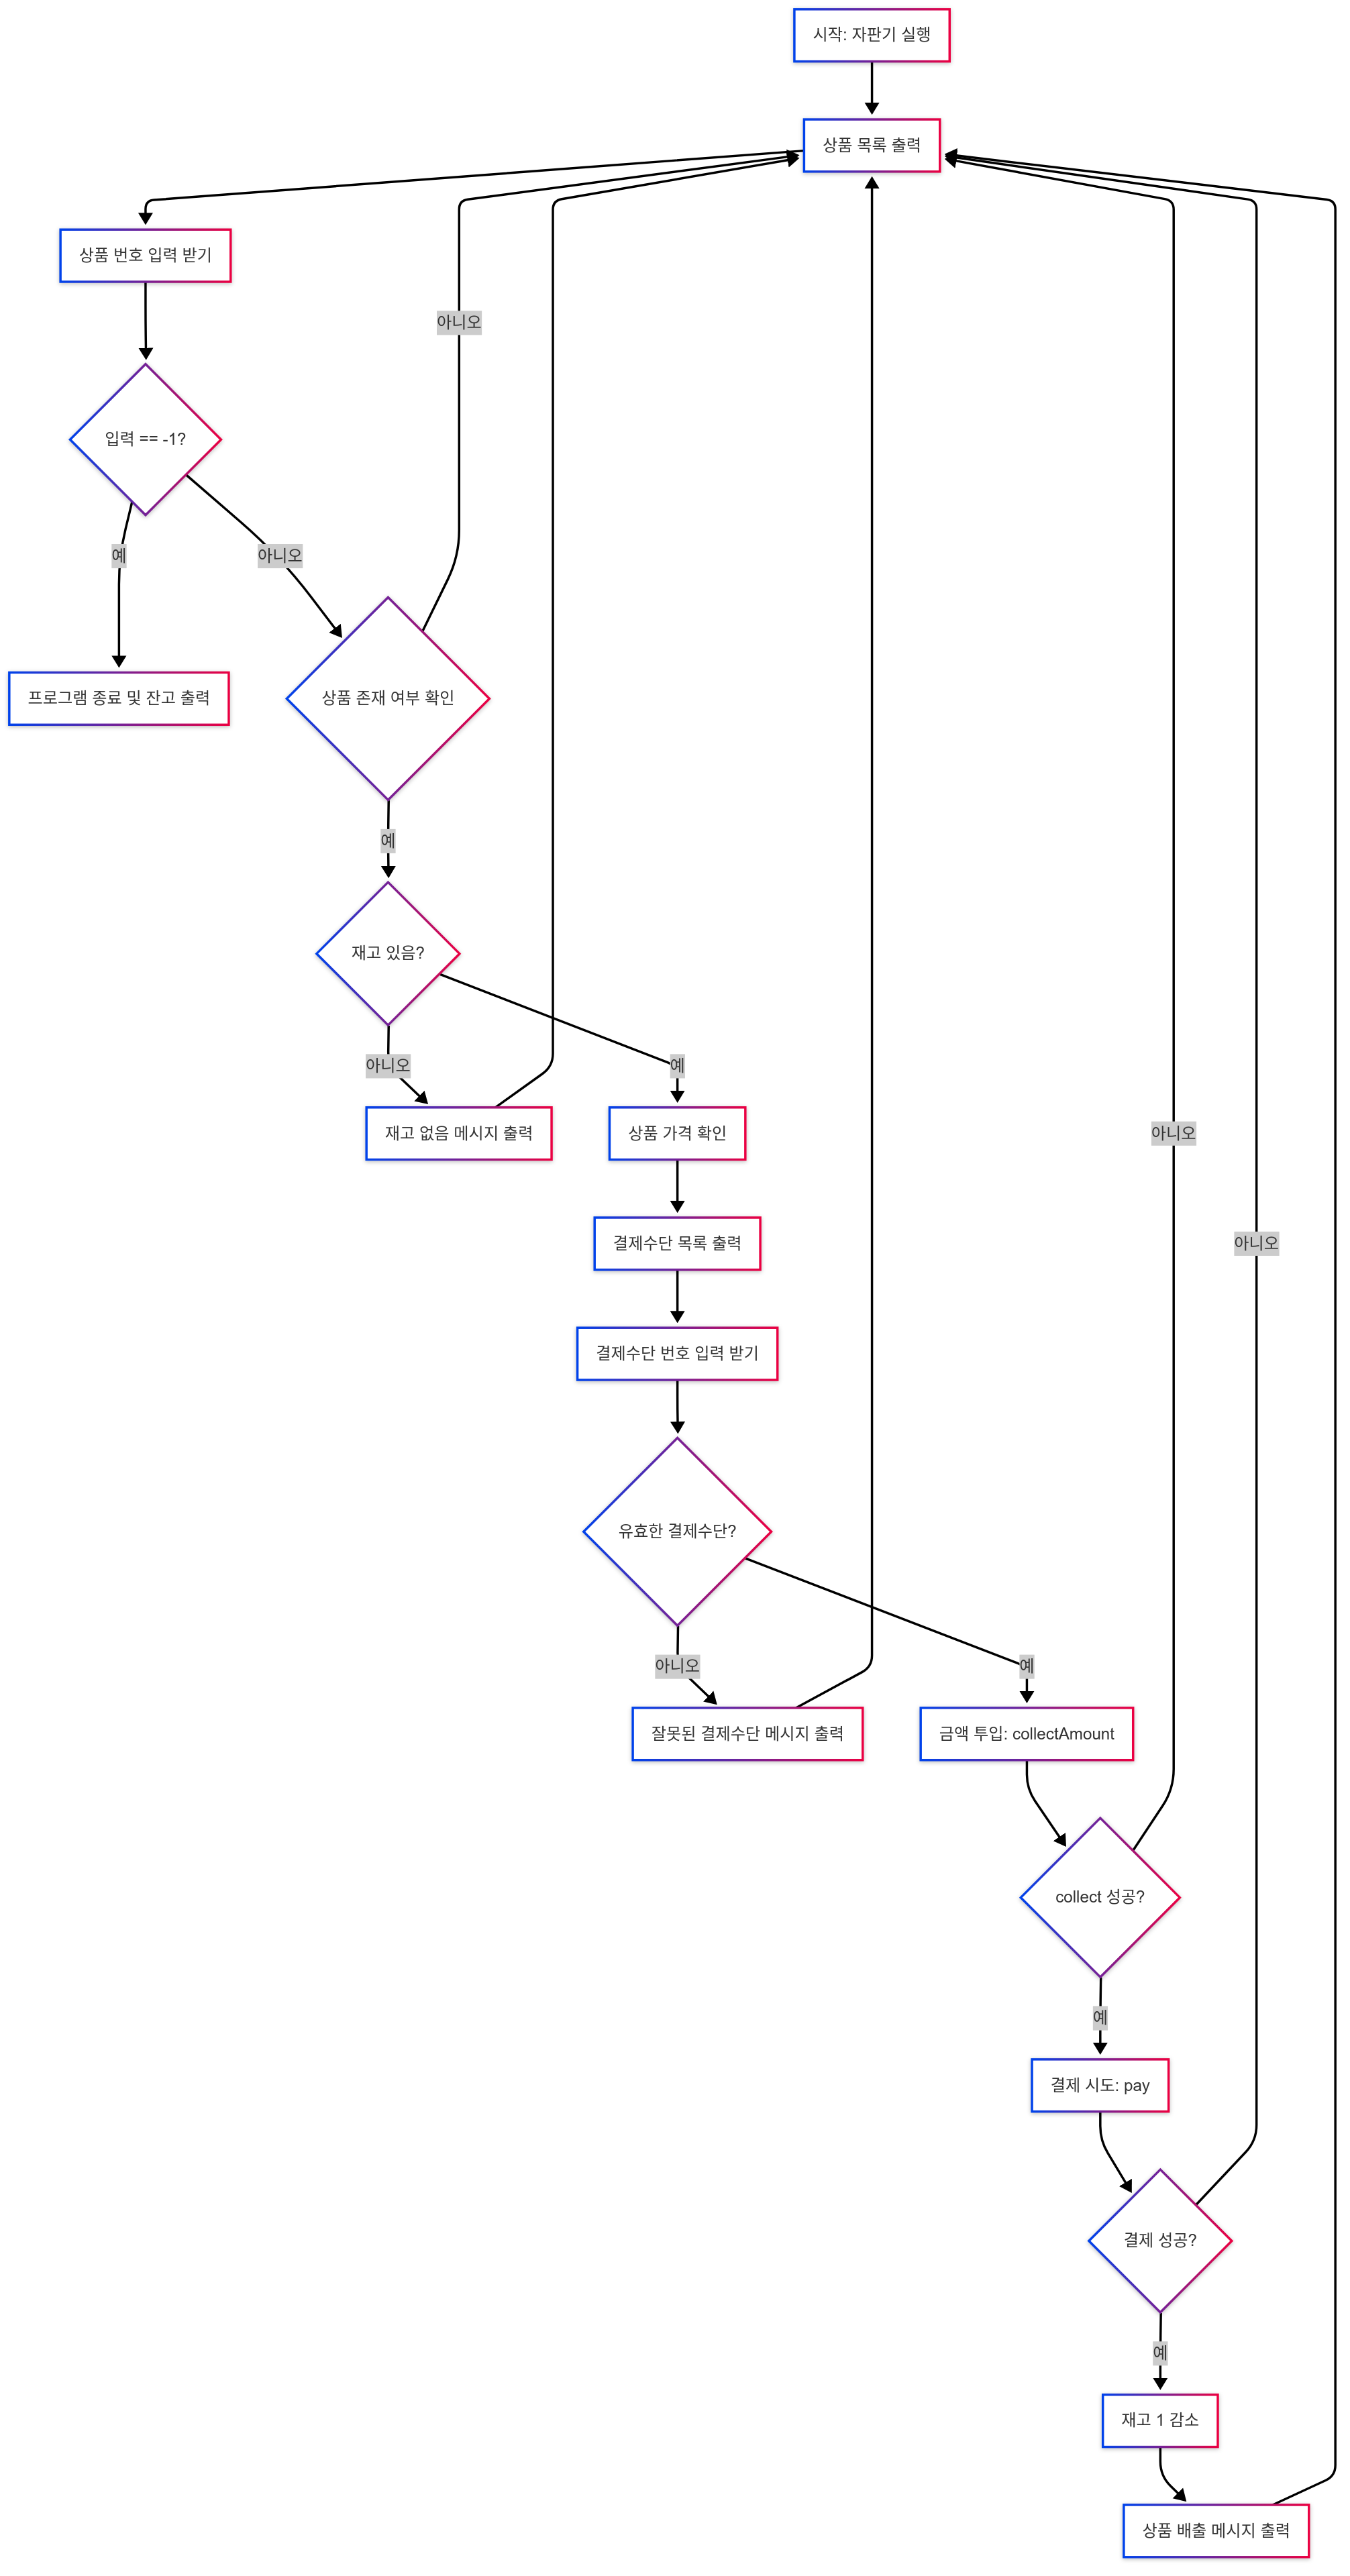 시작: 자판기 실행
상품 목록 출력
상품 번호 입력 받기
아니오
입력 == -1?
예
아니오
프로그램 종료 및 잔고 출력
상품 존재 여부 확인
예
재고 있음?
아니오
예
재고 없음 메시지 출력
상품 가격 확인
아니오
결제수단 목록 출력
아니오
결제수단 번호 입력 받기
유효한 결제수단?
아니오
예
잘못된 결제수단 메시지 출력
금액 투입: collectAmount
collect 성공?
예
결제 시도: pay
결제 성공?
예
재고 1 감소
상품 배출 메시지 출력